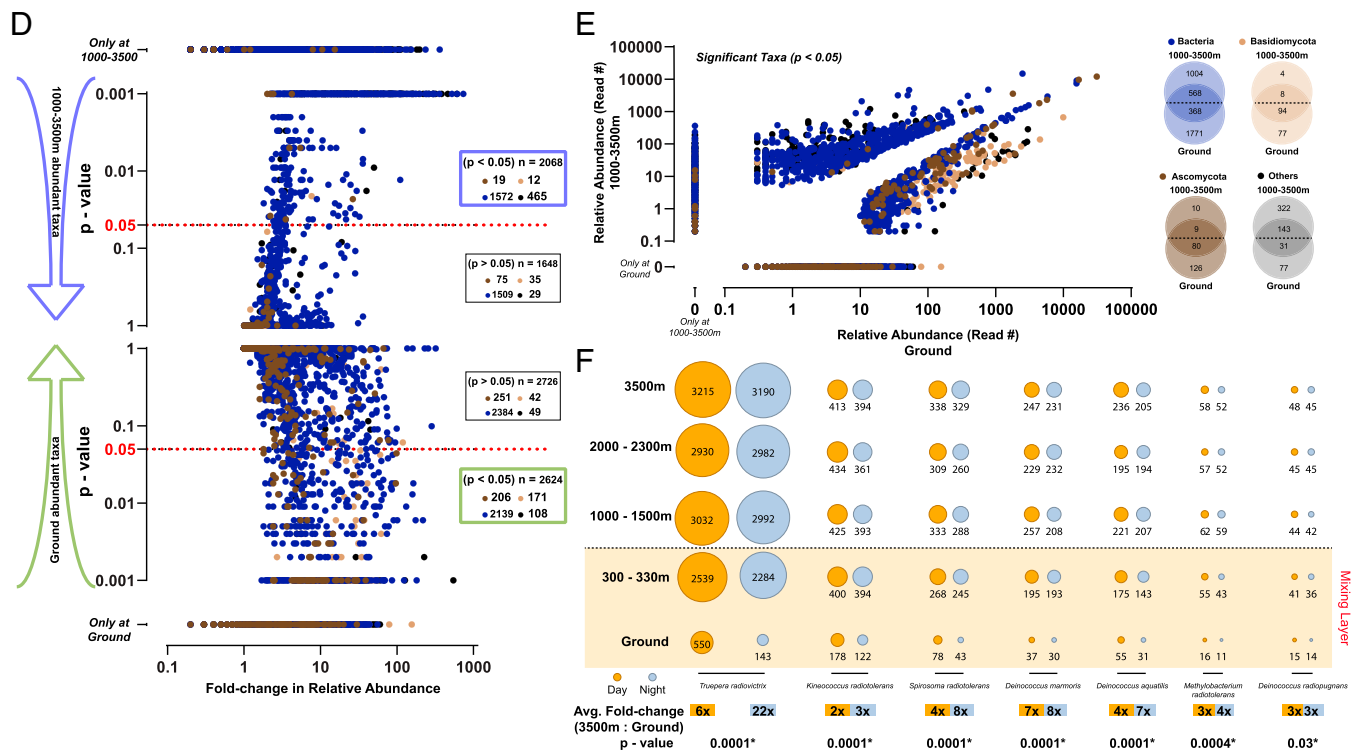 D
Only at
1000-3500
1000-3500m abundant taxa
p - value
0.001
0.01
0.05
0.1
1
(p < 0.05) n = 2068
19 12
1572 465
(p > 0.05) n = 1648
75 35
1509 29
Ground abundant taxa
p - value
1
0.1
0.05
0.01
0.001
(p > 0.05) n = 2726
251 42
2384 49
(p < 0.05) n = 2624
206 171
2139 108
Only at
Ground
0.1 1 10 100 1000
Fold-change in Relative Abundance
E
Significant Taxa (p < 0.05)
Relative Abundance (Read #)
1000-3500m
100000
10000
1000
100
10
1
0.1
Only at
Ground
0
0 0.1 1 10 100 1000 10000 100000
Only at
1000-3500m
Relative Abundance (Read #)
Ground
Bacteria
1000-3500m
1004
568
368
1771
Ground
Basidiomycota
1000-3500m
4
8
94
77
Ground
Ascomycota
1000-3500m
10
9
80
126
Ground
Others
1000-3500m
322
143
31
77
Ground
F
3500m
3215 3190
413 394 338 329 247 231 236 205 58 52 48 45
2000 - 2300m
2930 2982
434 361 309 260 229 232 195 194 57 52 45 45
1000 - 1500m
3032 2992
425 393 333 288 257 208 221 207 62 59 44 42
300 - 330m
2539 2284
400 394 268 245 195 193 175 143 55 43 41 36
Ground
550
143 178 122 78 43 37 30 55 31 16 11 15 14
Mixing Layer
Day Night
Truepera radiovictrix Kineococcus radiotolerans Spirosoma radiotolerans Deinococcus marmoris Deinococcus aquatilis Methylobacterium
radiotolerans Deinococcus radiopugnans
Avg. Fold-change 6x 22x 2x 3x 4x 8x 7x 8x 4x 7x 3x 4x 3x 3x
(3500m : Ground)
p - value 0.0001* 0.0001* 0.0001* 0.0001* 0.0001* 0.0004* 0.03*